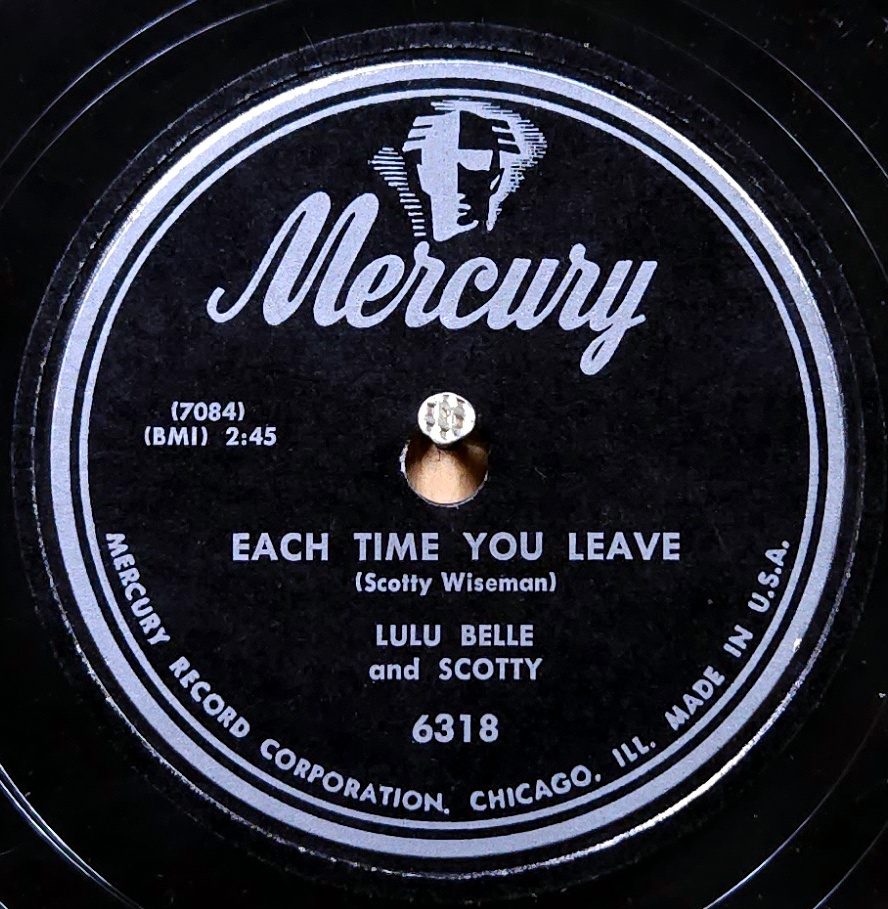 Mercury
(7084)
(BMI) 2:45
EACH TIME YOU LEAVE
(Scotty Wiseman)
LULU BELLE
and SCOTTY
6318
MERCURY RECORD CORPORATION, CHICAGO, ILL. MADE IN U.S.A.